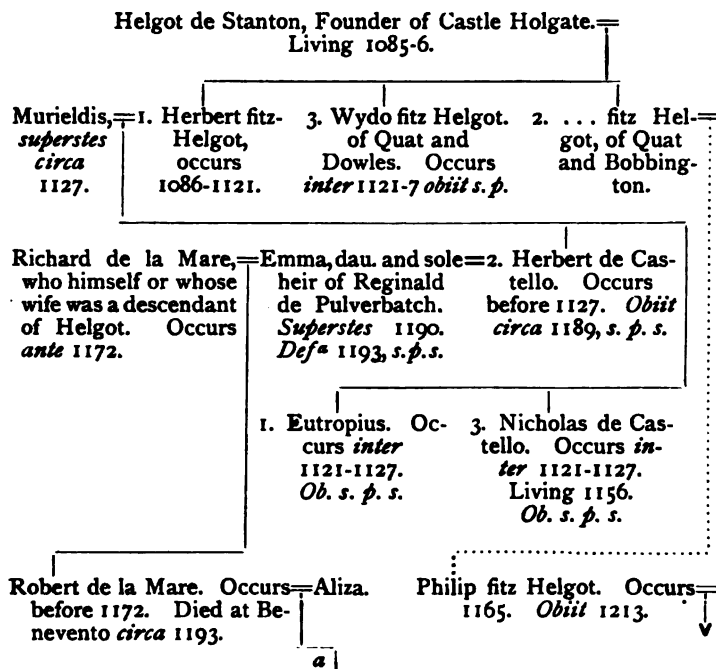 Helgot de Stanton, Founder of Castle Holgate.=
Living 1085-6.
Murieldis,=
superstes
circa
1127.
1. Herbert fitz-
Helgot,
occurs
1086-1121.
3. Wydo fitz Helgot.
of Quat and
Dowles. Occurs
inter 1121-7 obiit s.p.
2. ... fitz Hel-=
got, of Quat
and Bobbing-
ton.
Richard de la Mare,=
who himself or whose
wife was a descendant
of Helgot. Occurs
ante 1172.
Emma, dau. and sole=
heir of Reginald
de Pulverbatch.
Superstes 1190.
Defa 1193, s.p.s.
2. Herbert de Cas-
tello. Occurs
before 1127. Obiit
circa 1189, s. p. s.
1. Eutropius. Oc-
curs inter
1121-1127.
Ob. s. p. s.
3. Nicholas de Cas-
tello. Occurs in-
ter 1121-1127.
Living 1156.
Ob. s. p. s.
Robert de la Mare. Occurs=Aliza.
before 1172. Died at Be-
nevento circa 1193.
a
Philip fitz Helgot. Occurs=
1165. Obiit 1213.